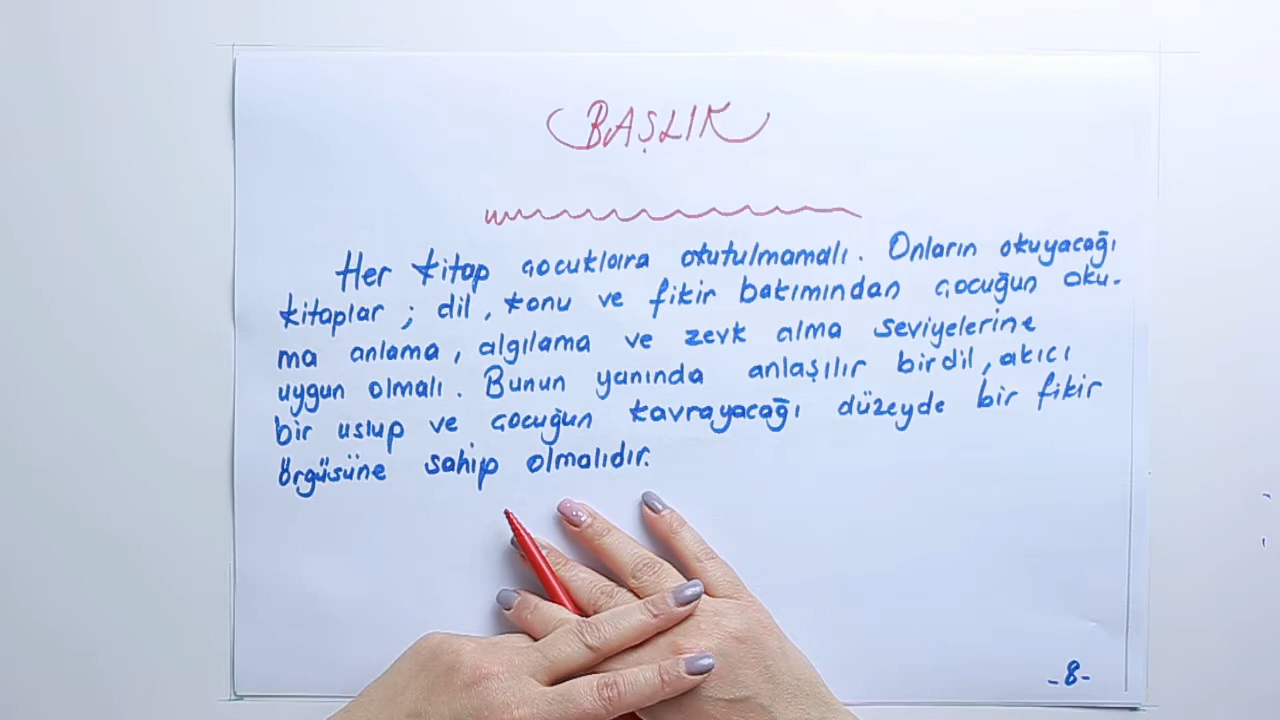 BAŞLIK
Her kitap çocuklara okutulmamalı. Onların okuyacağı
kitaplar; dil, konu ve fikir bakımından çocuğun oku-
ma anlama, algılama ve zevk alma seviyelerine
uygun olmalı. Bunun yanında anlaşılır bir dil, akıcı
bir uslup ve çocuğun kavrayacağı düzeyde bir fikir
örgüsüne sahip olmalıdır.
-8-